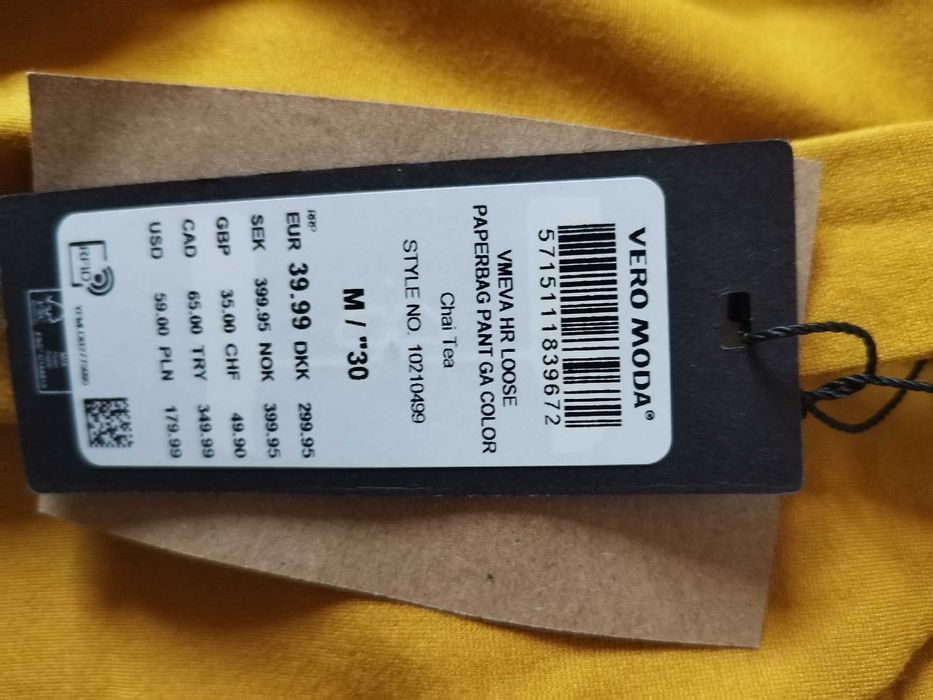 VERO MODA®
5715111839672
VMEVA HR LOOSE
PAPERBAG PANT GA COLOR
Chai Tea
STYLE NO. 10210499
M / "30
RRP
EUR 39.99 DKK 299.95
SEK 399.95 NOK 399.95
GBP 35.00 CHF 49.90
CAD 65.00 TRY 349.99
USD 59.00 PLN 179.99
RFID